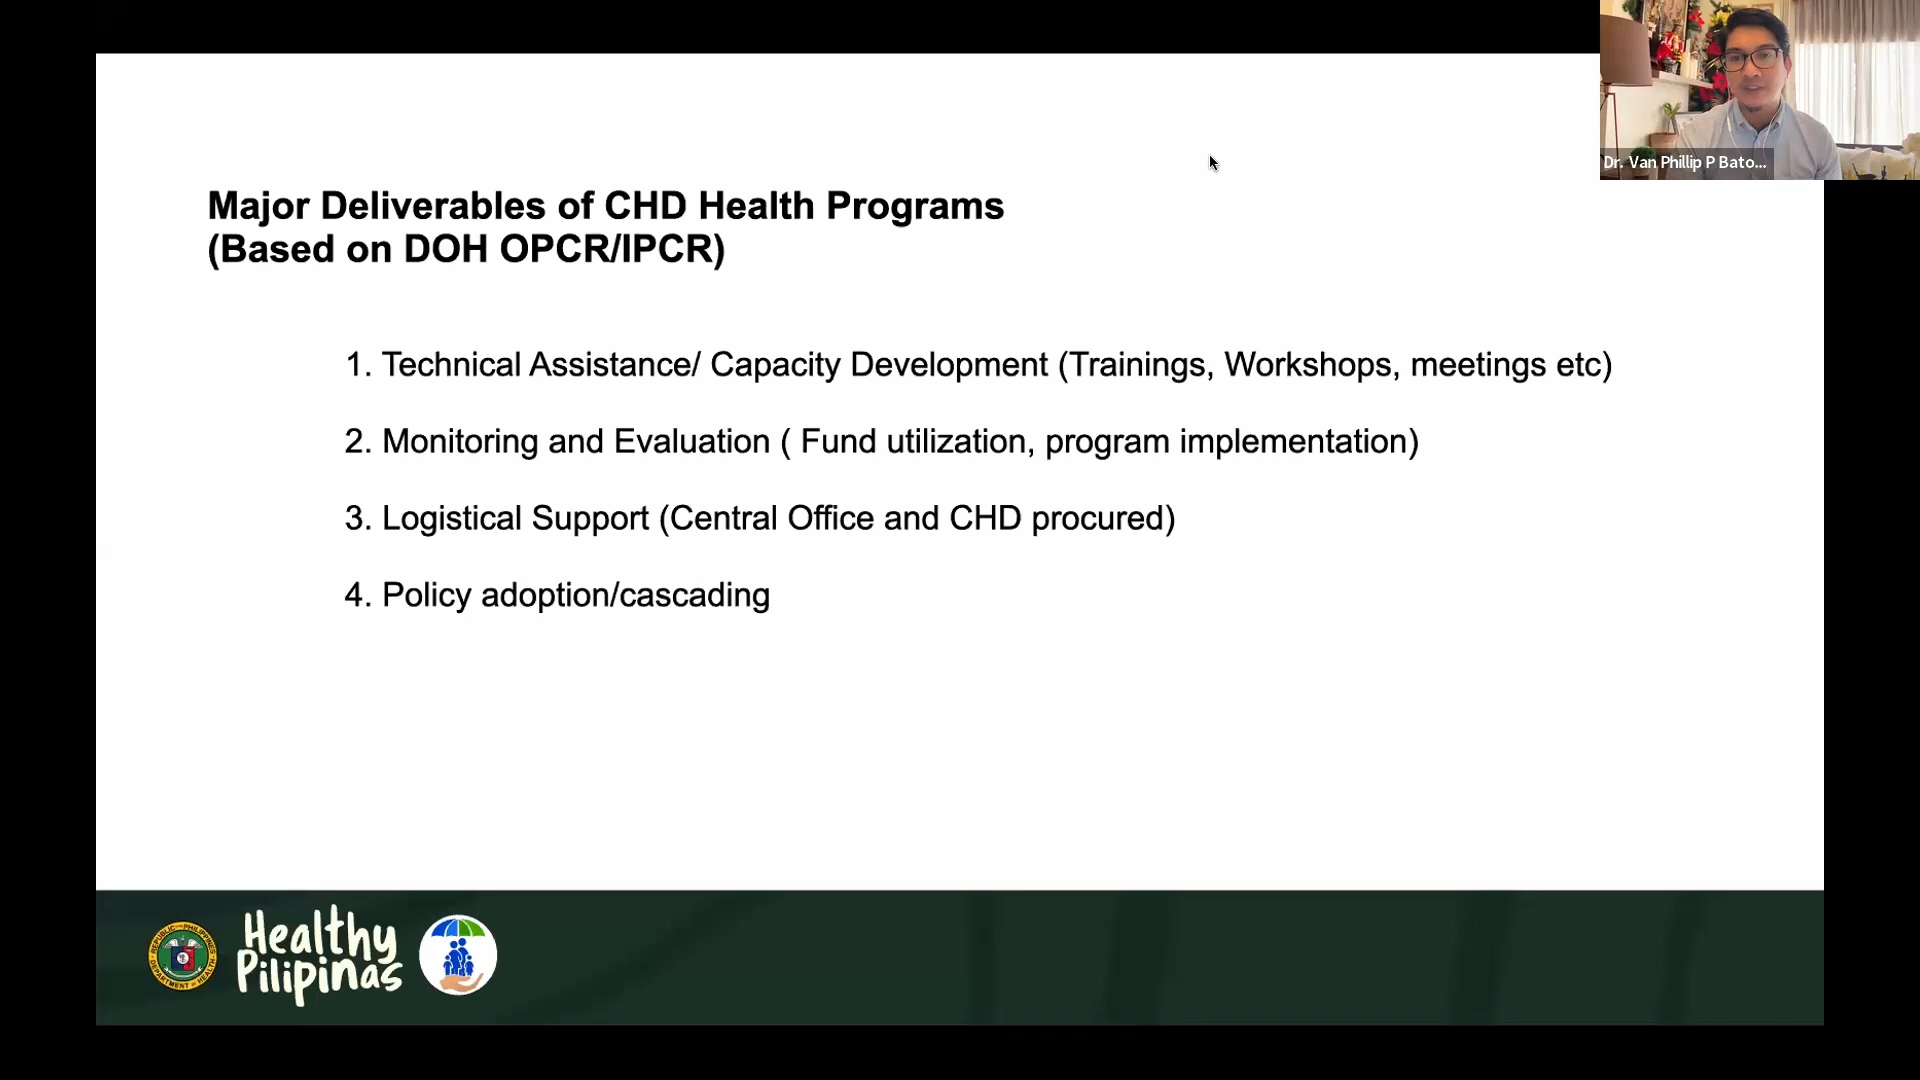 Dr. Van Phillip P Bato...
Major Deliverables of CHD Health Programs
(Based on DOH OPCR/IPCR)
1. Technical Assistance/ Capacity Development (Trainings, Workshops, meetings etc)
2. Monitoring and Evaluation ( Fund utilization, program implementation)
3. Logistical Support (Central Office and CHD procured)
4. Policy adoption/cascading
Healthy
Pilipinas